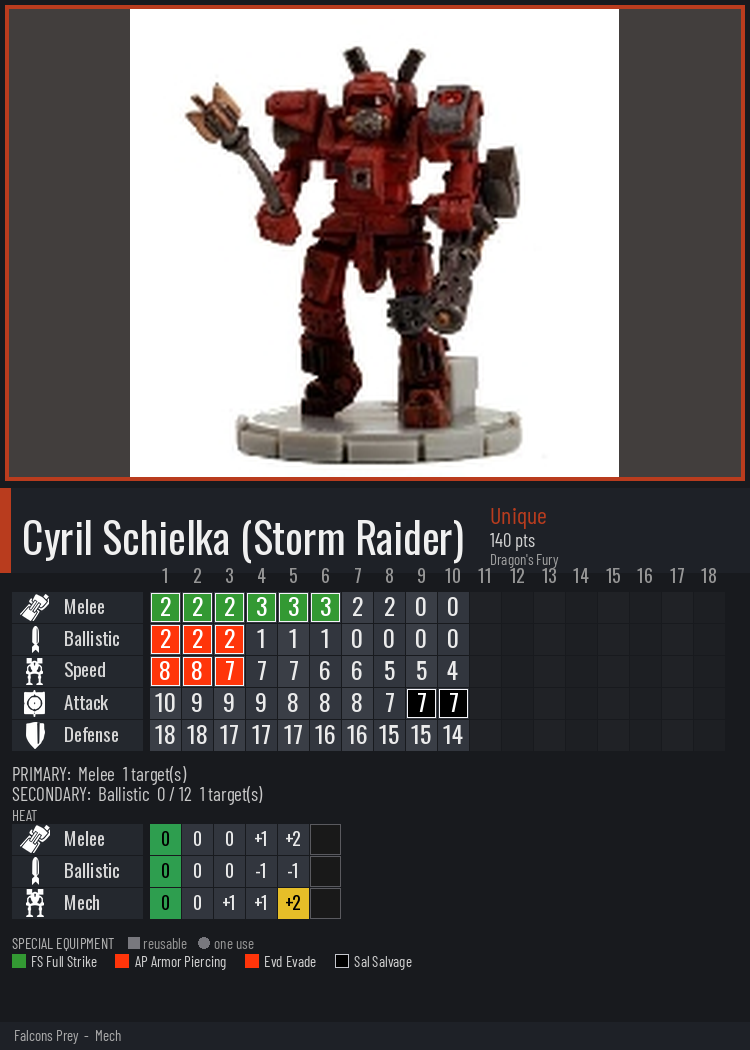 Cyril Schielka (Storm Raider)
Unique
140 pts
Dragon's Fury
1 2 3 4 5 6 7 8 9 10 11 12 13 14 15 16 17 18
Melee 2 2 2 3 3 3 2 2 0 0
Ballistic 2 2 2 1 1 1 0 0 0 0
Speed 8 8 7 7 7 6 6 5 5 4
Attack 10 9 9 9 8 8 8 7 7 7
Defense 18 18 17 17 17 16 16 15 15 14
PRIMARY: Melee 1 target(s)
SECONDARY: Ballistic 0 / 12 1 target(s)
HEAT
Melee 0 0 0 +1 +2
Ballistic 0 0 0 -1 -1
Mech 0 0 +1 +1 +2
SPECIAL EQUIPMENT reusable one use
FS Full Strike AP Armor Piercing Evd Evade Sal Salvage
Falcons Prey - Mech